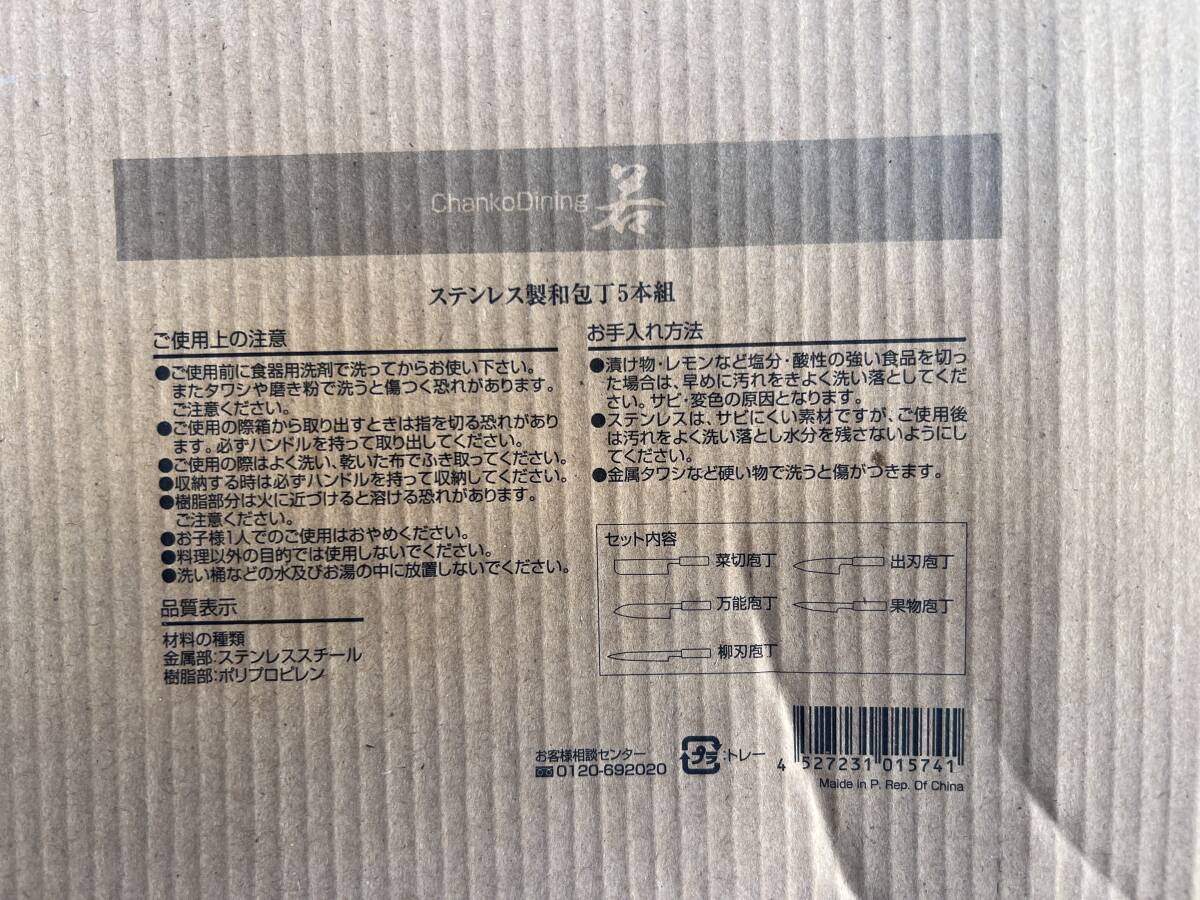 ChankoDining 若
ステンレス製和包丁5本組
ご使用上の注意
●ご使用前に食器用洗剤で洗ってからお使い下さい。
またタワシや磨き粉で洗うと傷つく恐れがあります。
ご注意ください。
●ご使用の際箱から取り出すときは指を切る恐れがあり
ます。必ずハンドルを持って取り出してください。
●ご使用の際はよく洗い、乾いた布でふき取ってください。
●収納する時は必ずハンドルを持って収納してください。
●樹脂部分は火に近づけると溶ける恐れがあります。
ご注意ください。
●お子様1人でのご使用はおやめください。
●料理以外の目的では使用しないでください。
●洗い桶などの水及びお湯の中に放置しないでください。
品質表示
材料の種類
金属部:ステンレススチール
樹脂部:ポリプロピレン
お手入れ方法
●漬け物・レモンなど塩分・酸性の強い食品を切っ
た場合は、早めに汚れをきよく洗い落としてくだ
さい。サビ・変色の原因となります。
●ステンレスは、サビにくい素材ですが、ご使用後
は汚れをよく洗い落とし水分を残さないようにし
てください。
●金属タワシなど硬い物で洗うと傷がつきます。
セット内容
菜切庖丁 出刃庖丁
万能庖丁 果物庖丁
柳刃庖丁
お客様相談センター
0120-692020
プラ:トレー
4 527231 015741
Maide in P. Rep. Of China